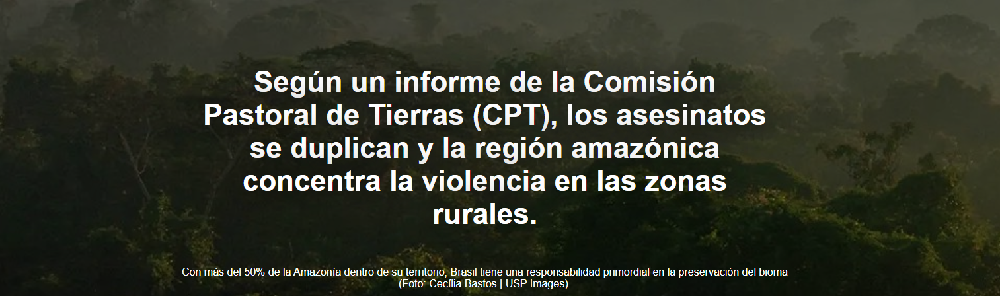 Según un informe de la Comisión
Pastoral de Tierras (CPT), los asesinatos
se duplican y la región amazónica
concentra la violencia en las zonas
rurales.
Con más del 50% de la Amazonía dentro de su territorio, Brasil tiene una responsabilidad primordial en la preservación del bioma
(Foto: Cecília Bastos | USP Images).